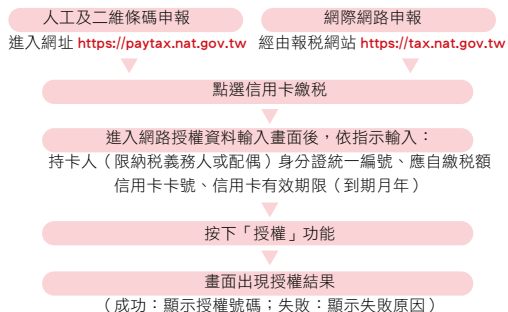 人工及二維條碼申報
進入網址 https://paytax.nat.gov.tw
網際網路申報
經由報稅網站 https://tax.nat.gov.tw
點選信用卡繳稅
進入網路授權資料輸入畫面後，依指示輸入：
持卡人（限納稅義務人或配偶）身分證統一編號、應自繳稅額
信用卡卡號、信用卡有效期限（到期月年）
按下「授權」功能
畫面出現授權結果
（成功：顯示授權號碼；失敗：顯示失敗原因）